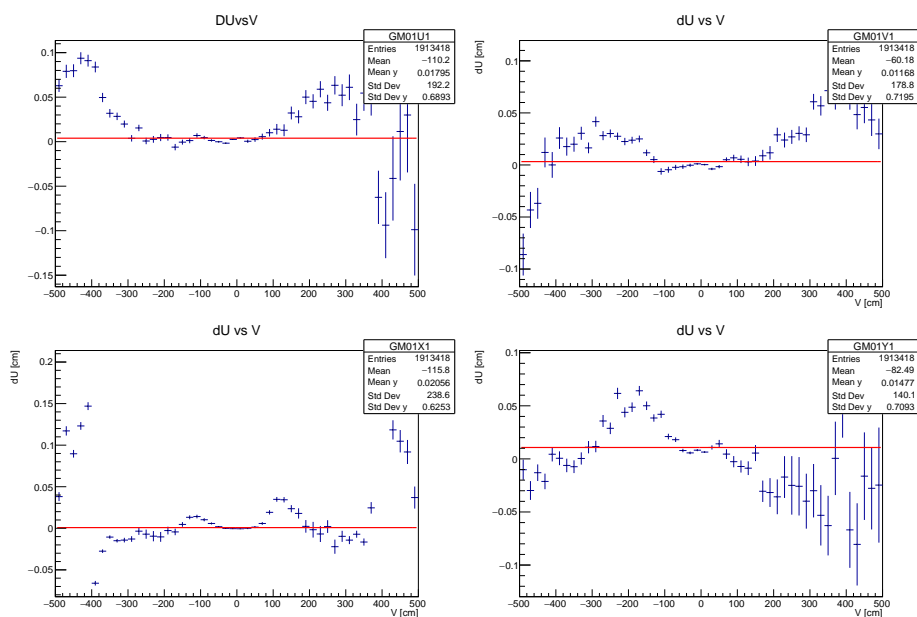 DUvsV
GM01U1
Entries 1913418
Mean −110.2
Mean y 0.01795
Std Dev 192.2
Std Dev y 0.6893
0.1
0.05
0
−0.05
−0.1
−0.15
−500 −400 −300 −200 −100 0 100 200 300 400 500
dU vs V
dU [cm]
GM01V1
Entries 1913418
Mean −60.18
Mean y 0.01168
Std Dev 178.8
Std Dev y 0.7195
0.1
0.05
0
−0.05
−0.1
−500 −400 −300 −200 −100 0 100 200 300 400 500
V [cm]
dU vs V
dU [cm]
GM01X1
Entries 1913418
Mean −115.8
Mean y 0.02056
Std Dev 238.6
Std Dev y 0.6253
0.2
0.15
0.1
0.05
0
−0.05
−500 −400 −300 −200 −100 0 100 200 300 400 500
V [cm]
dU vs V
dU [cm]
GM01Y1
Entries 1913418
Mean −82.49
Mean y 0.01477
Std Dev 140.1
Std Dev y 0.7093
0.1
0.05
0
−0.05
−0.1
−500 −400 −300 −200 −100 0 100 200 300 400 500
V [cm]